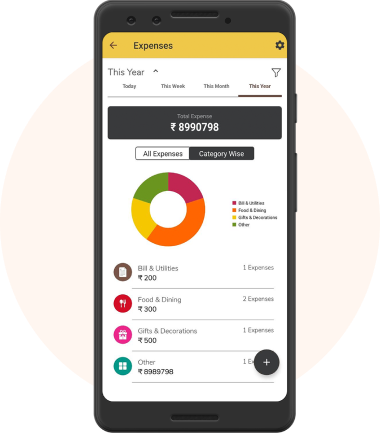 Expenses
This Year
Today This Week This Month This Year
Total Expense
₹ 8990798
All Expenses Category Wise
Bill & Utilities
Food & Dining
Gifts & Decorations
Other
Bill & Utilities 1 Expenses
₹ 200
Food & Dining 2 Expenses
₹ 300
Gifts & Decorations 1 Expenses
₹ 500
Other 1
₹ 8989798